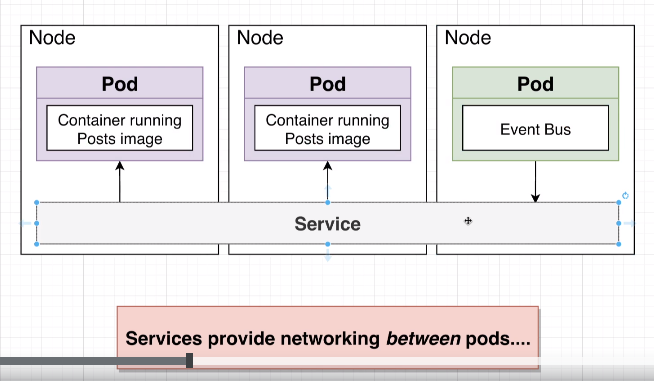 Node
Node
Node
Pod
Pod
Pod
Container running
Posts image
Container running
Posts image
Event Bus
Service
Services provide networking between pods....